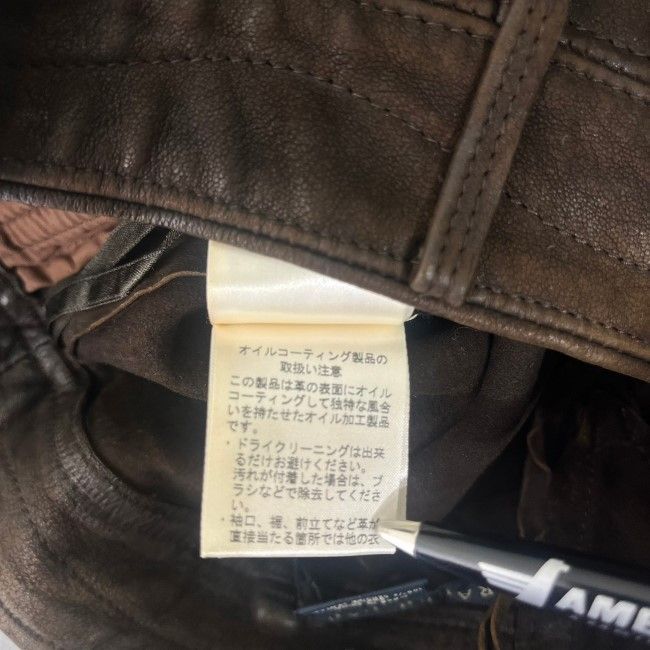 オイルコーティング製品の
取扱い注意
この製品は革の表面にオイル
コーティングして独特な風合
いを持たせたオイル加工製品
です。
・ドライクリーニングは出来
るだけお避けください。
汚れが付着した場合は、ブ
ラシなどで除去してくださ
い。
・袖口、裾、前立てなど革が
直接当たる箇所では他の衣
AME